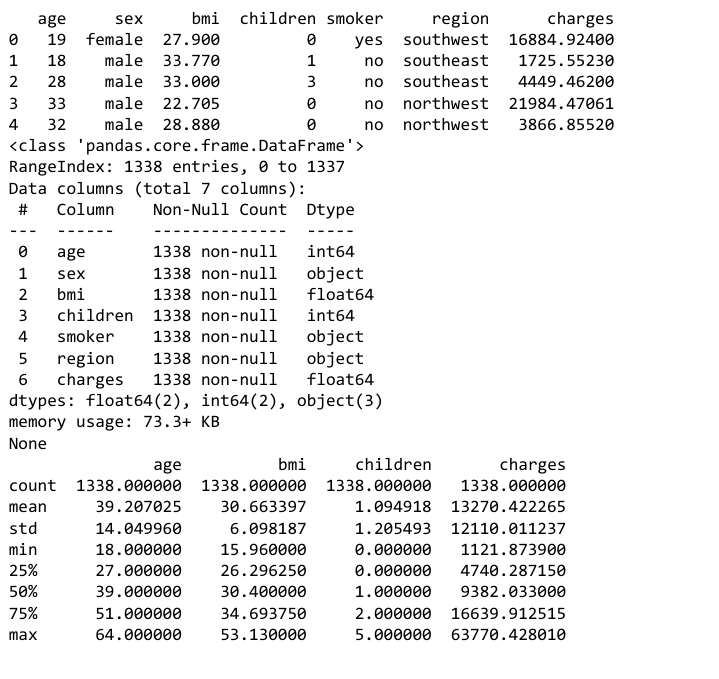 age     sex     bmi  children smoker     region      charges
0   19  female  27.900         0    yes  southwest  16884.92400
1   18    male  33.770         1     no  southeast   1725.55230
2   28    male  33.000         3     no  southeast   4449.46200
3   33    male  22.705         0     no  northwest  21984.47061
4   32    male  28.880         0     no  northwest   3866.85520
<class 'pandas.core.frame.DataFrame'>
RangeIndex: 1338 entries, 0 to 1337
Data columns (total 7 columns):
 #   Column    Non-Null Count  Dtype
---  ------    --------------  -----
 0   age       1338 non-null   int64
 1   sex       1338 non-null   object
 2   bmi       1338 non-null   float64
 3   children  1338 non-null   int64
 4   smoker    1338 non-null   object
 5   region    1338 non-null   object
 6   charges   1338 non-null   float64
dtypes: float64(2), int64(2), object(3)
memory usage: 73.3+ KB
None
               age          bmi     children       charges
count  1338.000000  1338.000000  1338.000000   1338.000000
mean     39.207025    30.663397     1.094918  13270.422265
std      14.049960     6.098187     1.205493  12110.011237
min      18.000000    15.960000     0.000000   1121.873900
25%      27.000000    26.296250     0.000000   4740.287150
50%      39.000000    30.400000     1.000000   9382.033000
75%      51.000000    34.693750     2.000000  16639.912515
max      64.000000    53.130000     5.000000  63770.428010